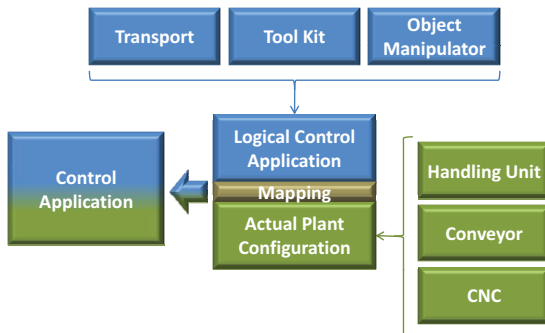 Transport
Tool Kit
Object
Manipulator
Logical Control
Application
Mapping
Actual Plant
Configuration
Control
Application
Handling Unit
Conveyor
CNC